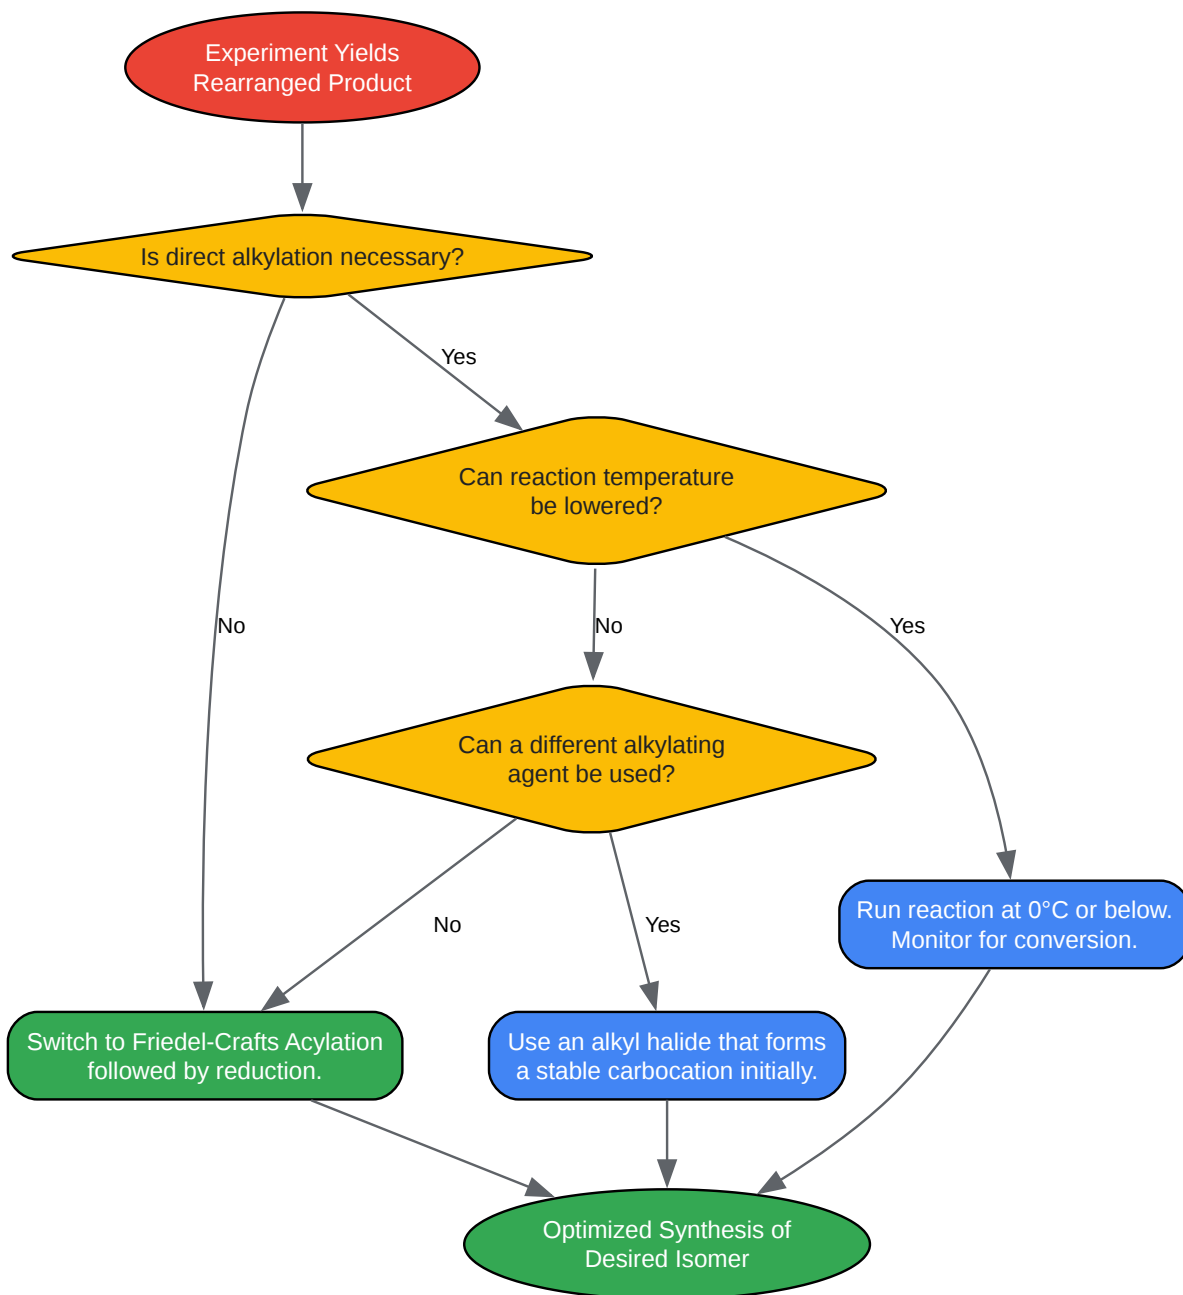 Experiment Yields
Rearranged Product
Is direct alkylation necessary?
Yes
Can reaction temperature
be lowered?
No
No
Yes
Can a different alkylating
agent be used?
No
Yes
Run reaction at 0°C or below.
Monitor for conversion.
Switch to Friedel-Crafts Acylation
followed by reduction.
Use an alkyl halide that forms
a stable carbocation initially.
Optimized Synthesis of
Desired Isomer